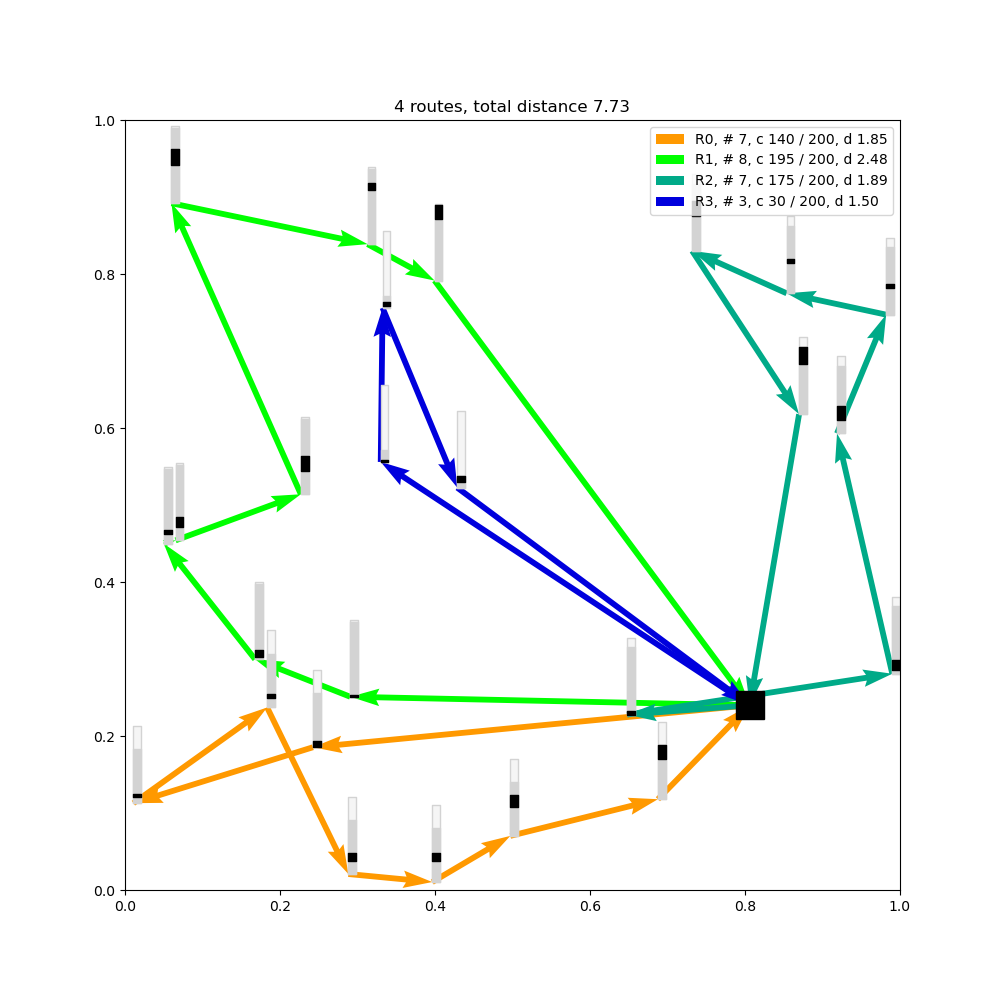 4 routes, total distance 7.73
R0, # 7, c 140 / 200, d 1.85
R1, # 8, c 195 / 200, d 2.48
R2, # 7, c 175 / 200, d 1.89
R3, # 3, c 30 / 200, d 1.50
1.0
0.8
0.6
0.4
0.2
0.0
0.0 0.2 0.4 0.6 0.8 1.0